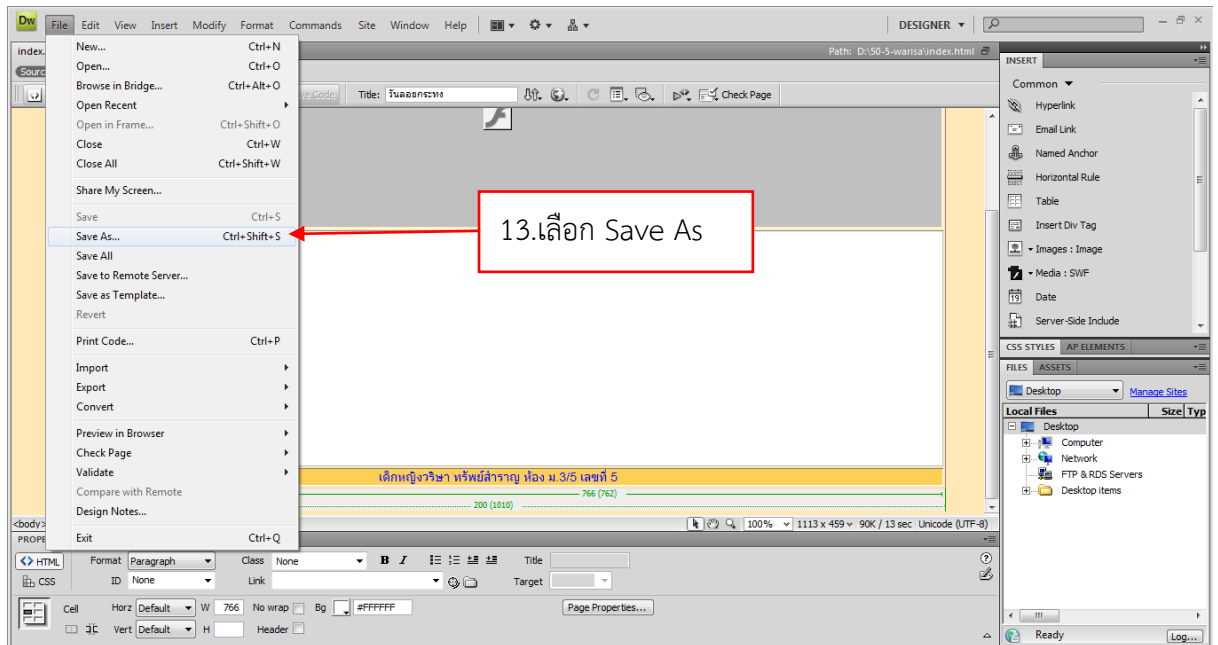 Dw File Edit View Insert Modify Format Commands Site Window Help DESIGNER
index. Path: D:\50-5-warisa\index.html
Sourc
ve Code Title: วันลอยกระทง Check Page
New... Ctrl+N
Open... Ctrl+O
Browse in Bridge... Ctrl+Alt+O
Open Recent
Open in Frame... Ctrl+Shift+O
Close Ctrl+W
Close All Ctrl+Shift+W
Share My Screen...
Save Ctrl+S
Save As... Ctrl+Shift+S
Save All
Save to Remote Server...
Save as Template...
Revert
Print Code... Ctrl+P
Import
Export
Convert
Preview in Browser
Check Page
Validate
Compare with Remote
Design Notes...
Exit Ctrl+Q
13.เลือก Save As
เด็กหญิงวริษา ทรัพย์สำราญ ห้อง ม.3/5 เลขที่ 5
766 (762)
200 (1010)
<body> 100% 1113 x 459 90K / 13 sec Unicode (UTF-8)
PROPE
HTML Format Paragraph Class None B I Title
CSS ID None Link Target
Cell Horz Default W 766 No wrap Bg #FFFFFF Page Properties...
Vert Default H Header
INSERT
Common
Hyperlink
Email Link
Named Anchor
Horizontal Rule
Table
Insert Div Tag
Images : Image
Media : SWF
19 Date
Server-Side Include
CSS STYLES AP ELEMENTS
FILES ASSETS
Desktop Manage Sites
Local Files Size Typ
Desktop
Computer
Network
FTP & RDS Servers
Desktop items
Ready Log...